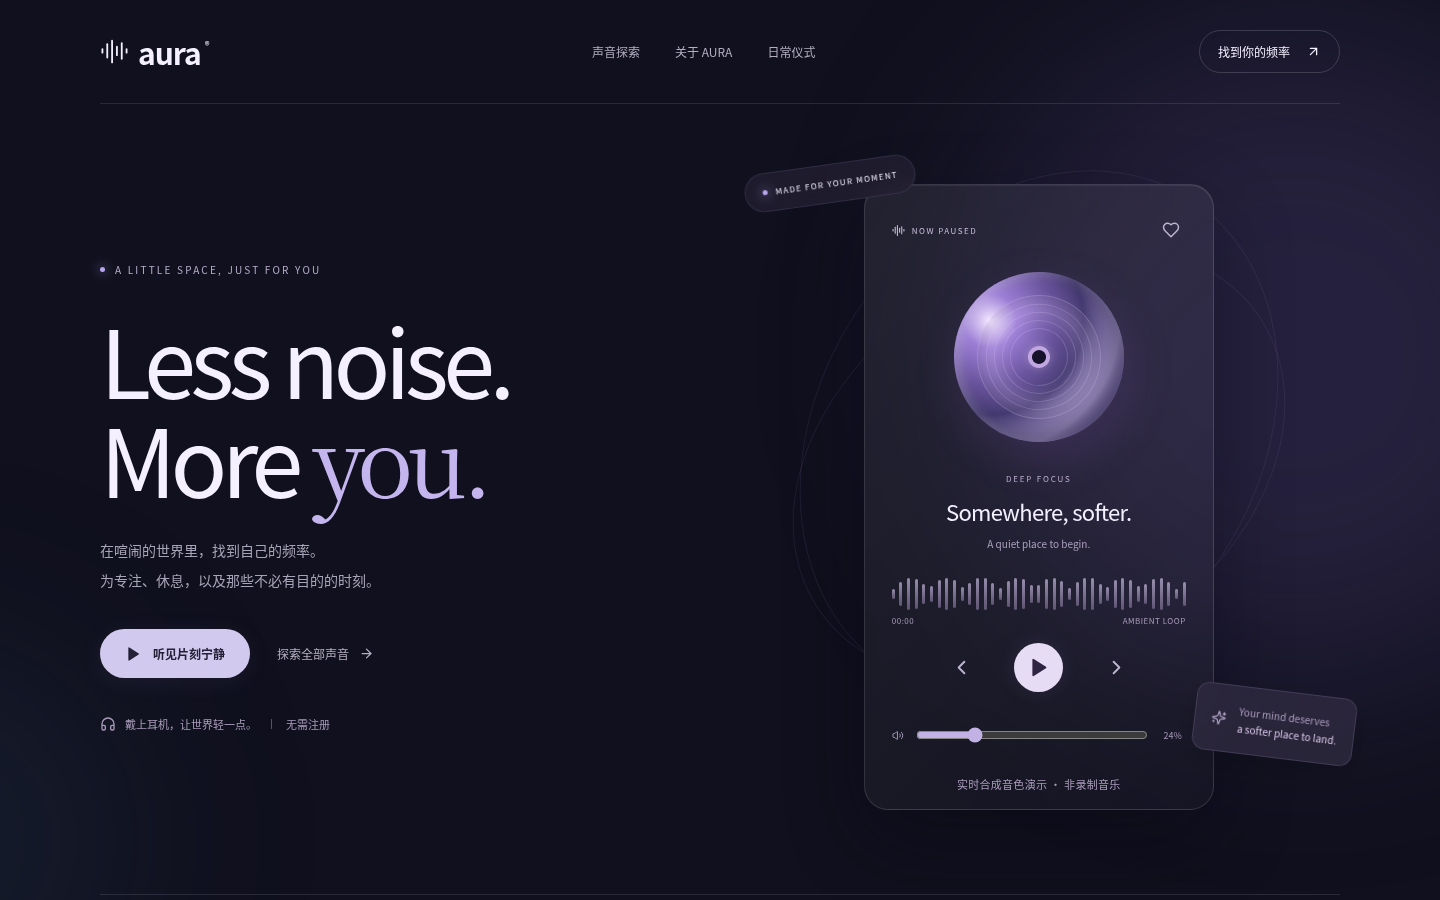 aura
声音探索
关于 AURA
日常仪式
找到你的频率
MADE FOR YOUR MOMENT
A LITTLE SPACE, JUST FOR YOU
Less noise.
More you.
在喧闹的世界里，找到自己的频率。
为专注、休息，以及那些不必有目的的时刻。
听见片刻宁静
探索全部声音
戴上耳机，让世界轻一点。
无需注册
NOW PAUSED
DEEP FOCUS
Somewhere, softer.
A quiet place to begin.
00:00
AMBIENT LOOP
24%
Your mind deserves
a softer place to land.
实时合成音色演示 · 非录制音乐